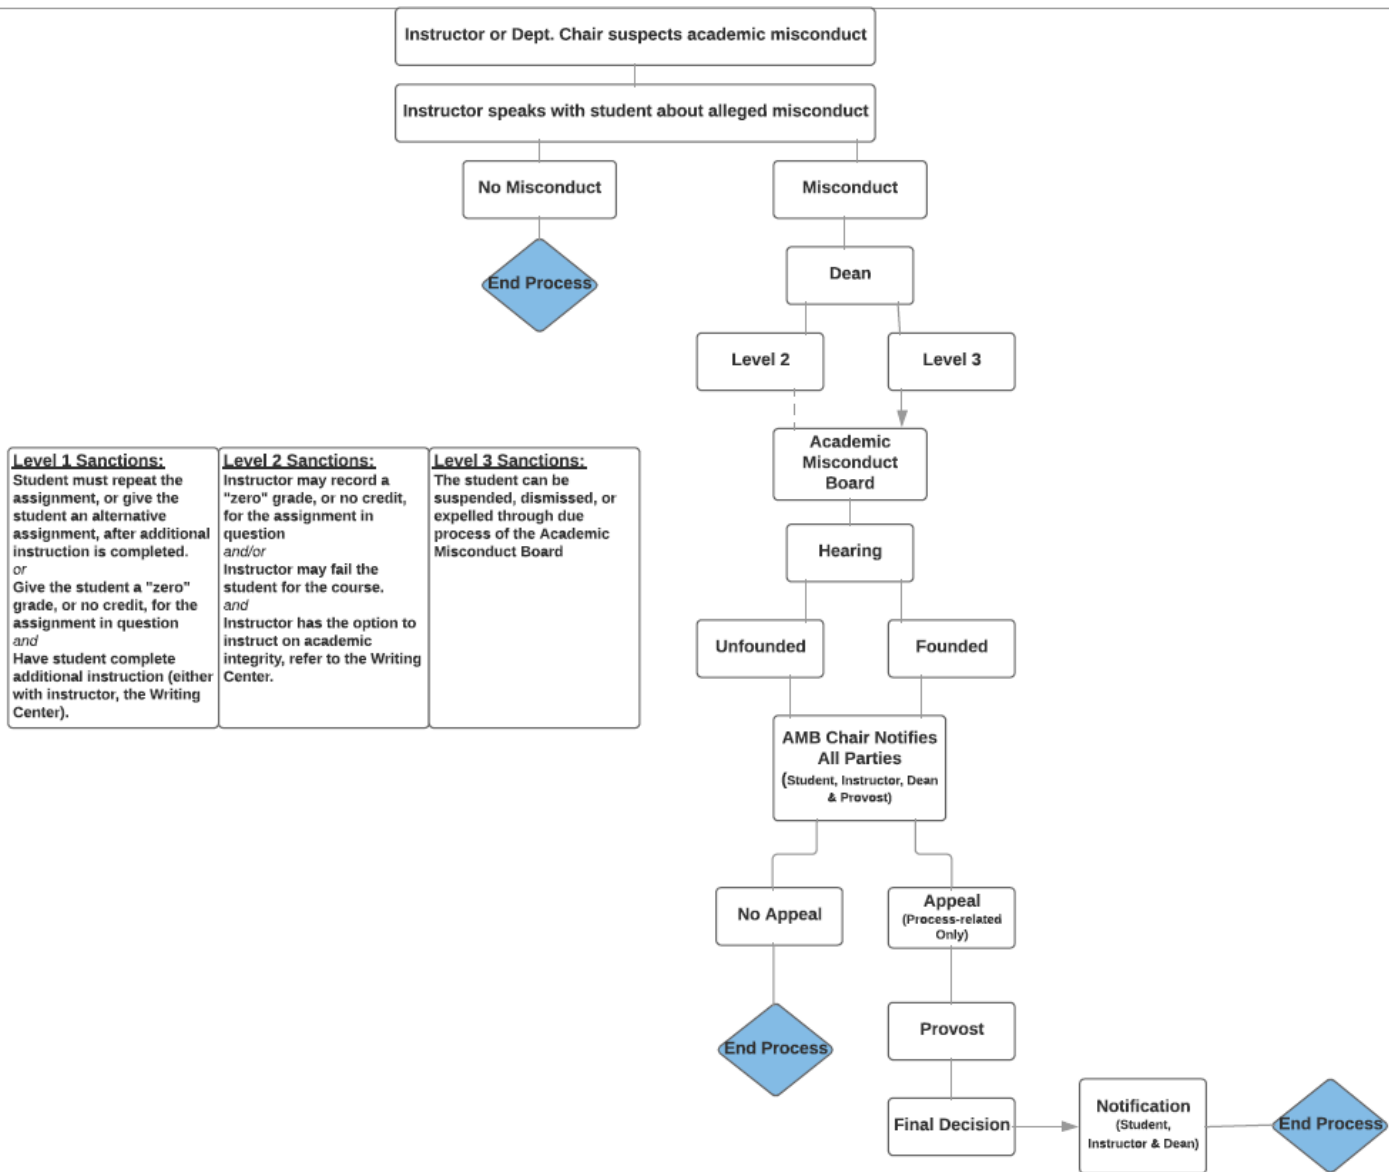 Instructor or Dept. Chair suspects academic misconduct
Instructor speaks with student about alleged misconduct
No Misconduct
Misconduct
End Process
Dean
Level 2
Level 3
Academic
Misconduct
Board
Level 1 Sanctions:
Student must repeat the
assignment, or give the
student an alternative
assignment, after additional
instruction is completed.
or
Give the student a "zero"
grade, or no credit, for the
assignment in question
and
Have student complete
additional instruction (either
with instructor, the Writing
Center).
Level 2 Sanctions:
Instructor may record a
"zero" grade, or no credit,
for the assignment in
question
and/or
Instructor may fail the
student for the course.
and
Instructor has the option to
instruct on academic
integrity, refer to the Writing
Center.
Level 3 Sanctions:
The student can be
suspended, dismissed, or
expelled through due
process of the Academic
Misconduct Board
Hearing
Unfounded
Founded
AMB Chair Notifies
All Parties
(Student, Instructor, Dean
& Provost)
No Appeal
Appeal
(Process-related
Only)
End Process
Provost
Final Decision
Notification
(Student,
Instructor & Dean)
End Process